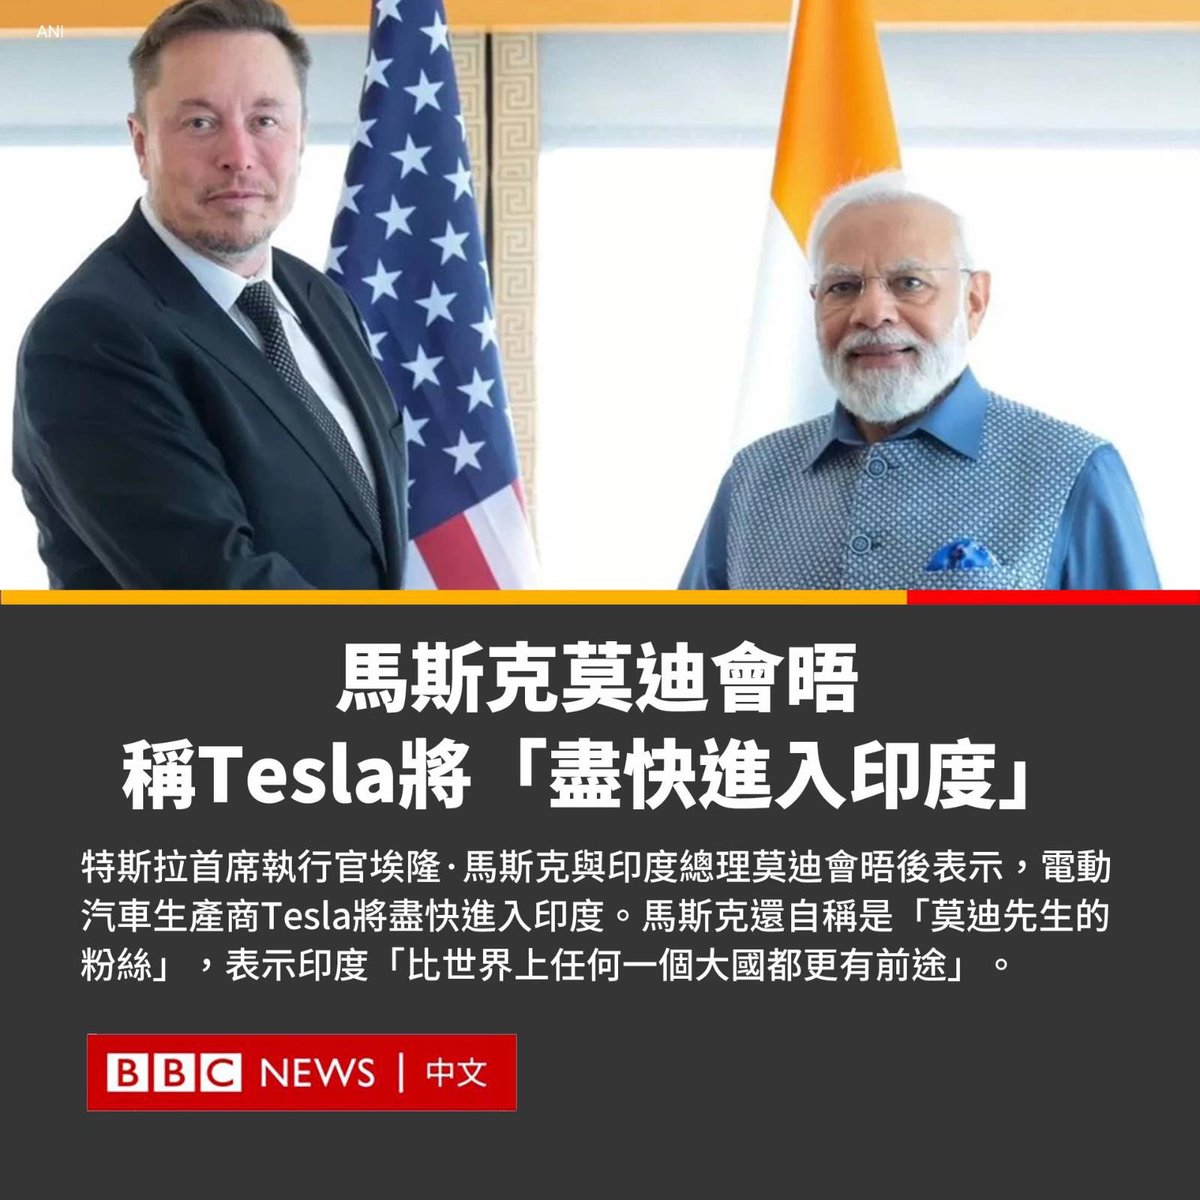 ANI
馬斯克莫迪會晤
稱Tesla將「盡快進入印度」
特斯拉首席執行官埃隆·馬斯克與印度總理莫迪會晤後表示，電動
汽車生產商Tesla將盡快進入印度。馬斯克還自稱是「莫迪先生的
粉絲」，表示印度「比世界上任何一個大國都更有前途」。
BBC NEWS | 中文